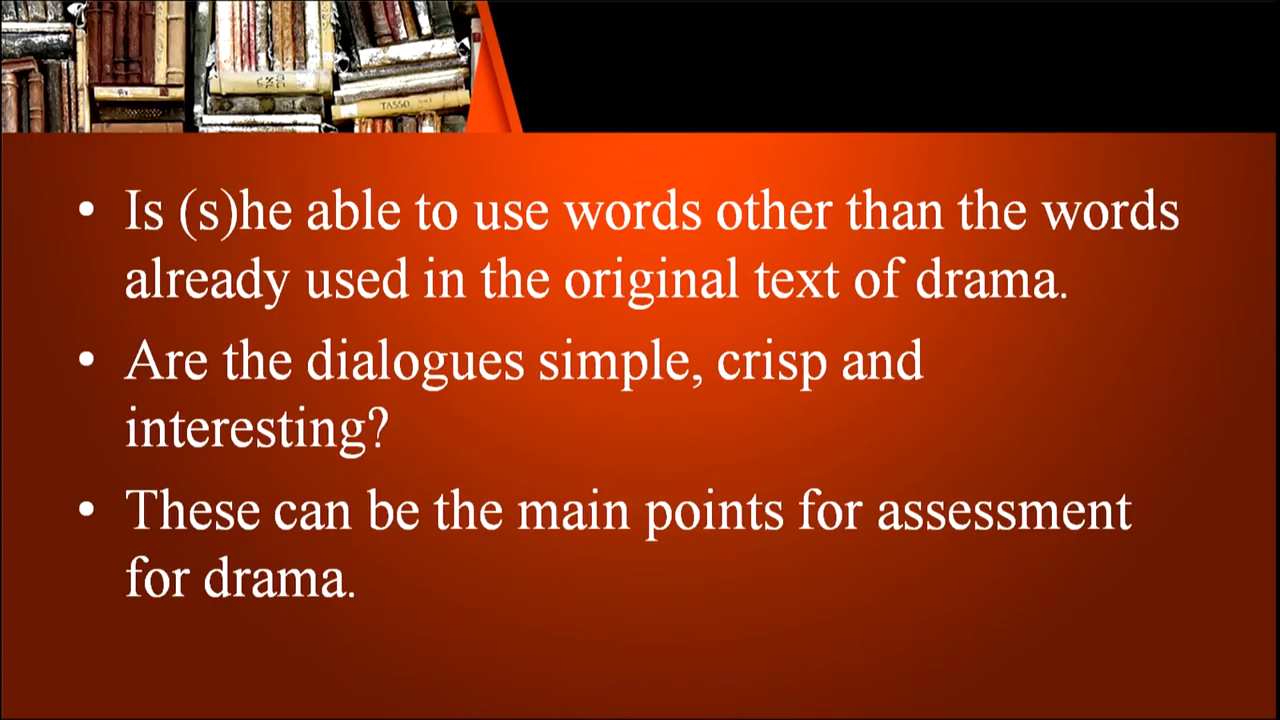 TASSO
• Is (s)he able to use words other than the words
already used in the original text of drama.
• Are the dialogues simple, crisp and
interesting?
• These can be the main points for assessment
for drama.